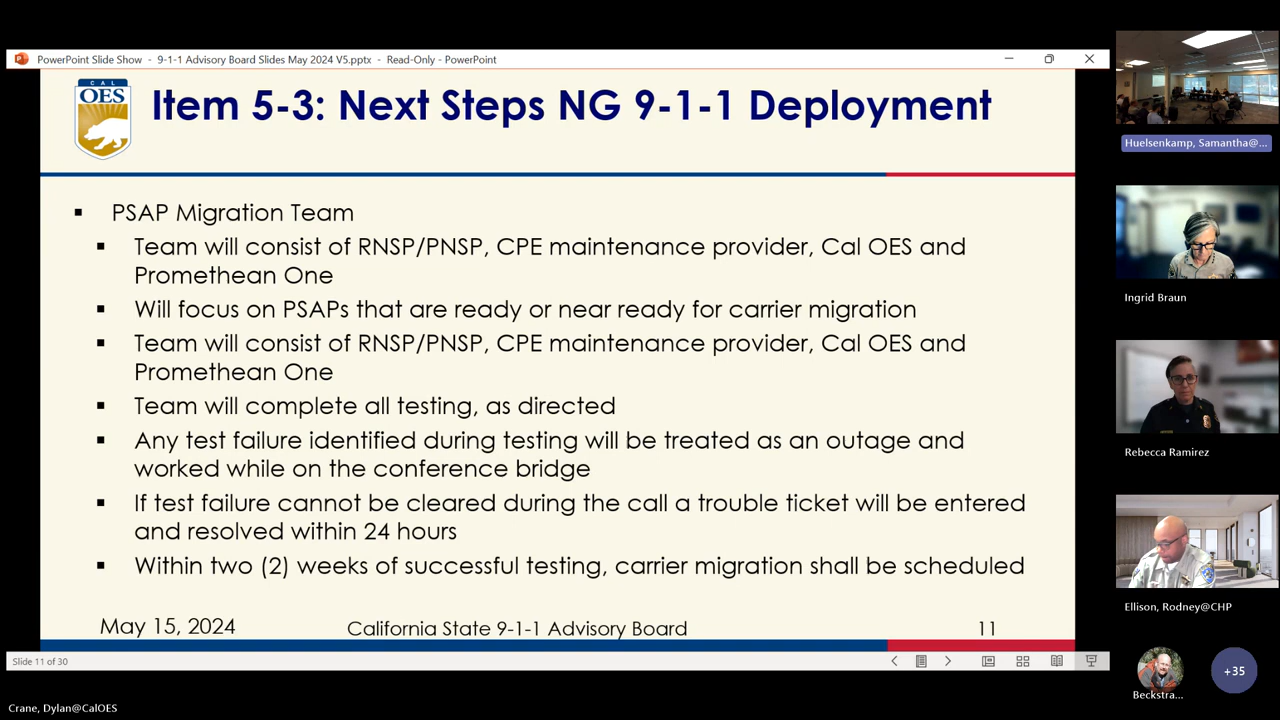 PowerPoint Slide Show - 9-1-1 Advisory Board Slides May 2024 V5.pptx - Read-Only - PowerPoint
CAL
OES
Item 5-3: Next Steps NG 9-1-1 Deployment
▪ PSAP Migration Team
▪ Team will consist of RNSP/PNSP, CPE maintenance provider, Cal OES and
Promethean One
▪ Will focus on PSAPs that are ready or near ready for carrier migration
▪ Team will consist of RNSP/PNSP, CPE maintenance provider, Cal OES and
Promethean One
▪ Team will complete all testing, as directed
▪ Any test failure identified during testing will be treated as an outage and
worked while on the conference bridge
▪ If test failure cannot be cleared during the call a trouble ticket will be entered
and resolved within 24 hours
▪ Within two (2) weeks of successful testing, carrier migration shall be scheduled
May 15, 2024
California State 9-1-1 Advisory Board
11
Slide 11 of 30
Huelsenkamp, Samantha@...
Ingrid Braun
Rebecca Ramirez
Ellison, Rodney@CHP
Beckstra...
+35
Crane, Dylan@CalOES